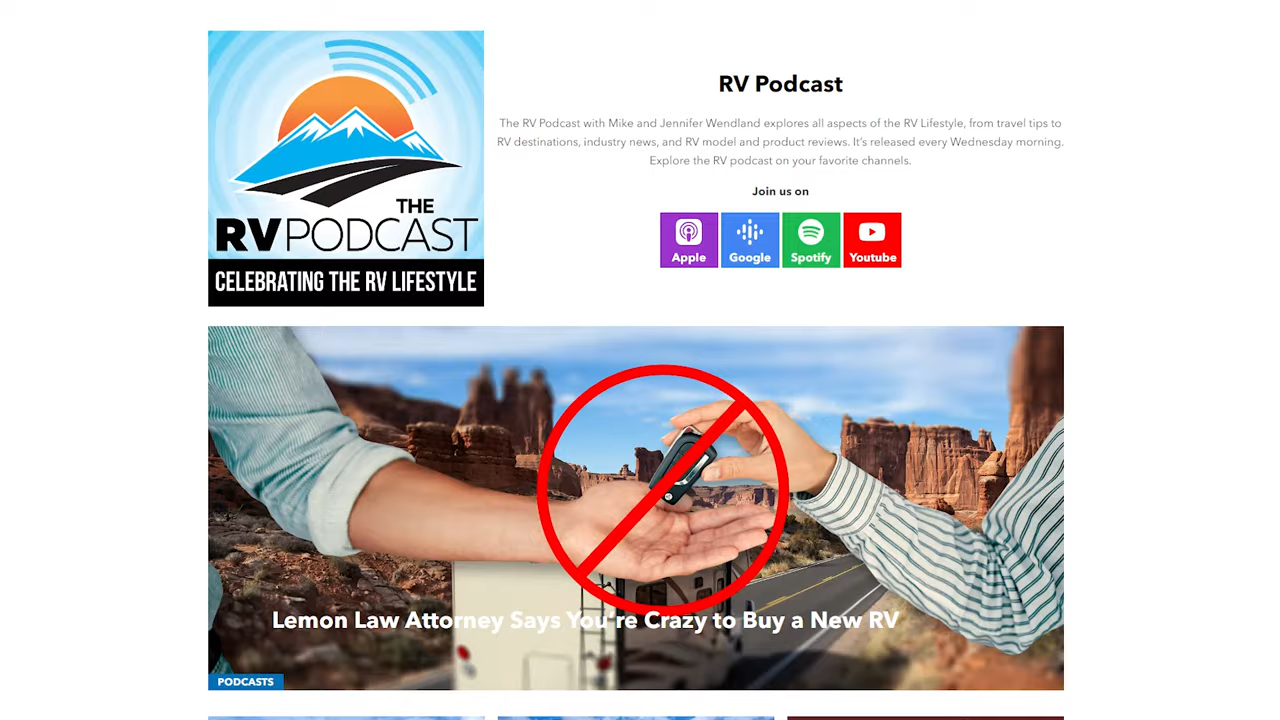 THE
RVPODCAST
CELEBRATING THE RV LIFESTYLE
RV Podcast
The RV Podcast with Mike and Jennifer Wendland explores all aspects of the RV Lifestyle, from travel tips to
RV destinations, industry news, and RV model and product reviews. It's released every Wednesday morning.
Explore the RV podcast on your favorite channels.
Join us on
Apple
Google
Spotify
Youtube
Lemon Law Attorney Says You're Crazy to Buy a New RV
PODCASTS